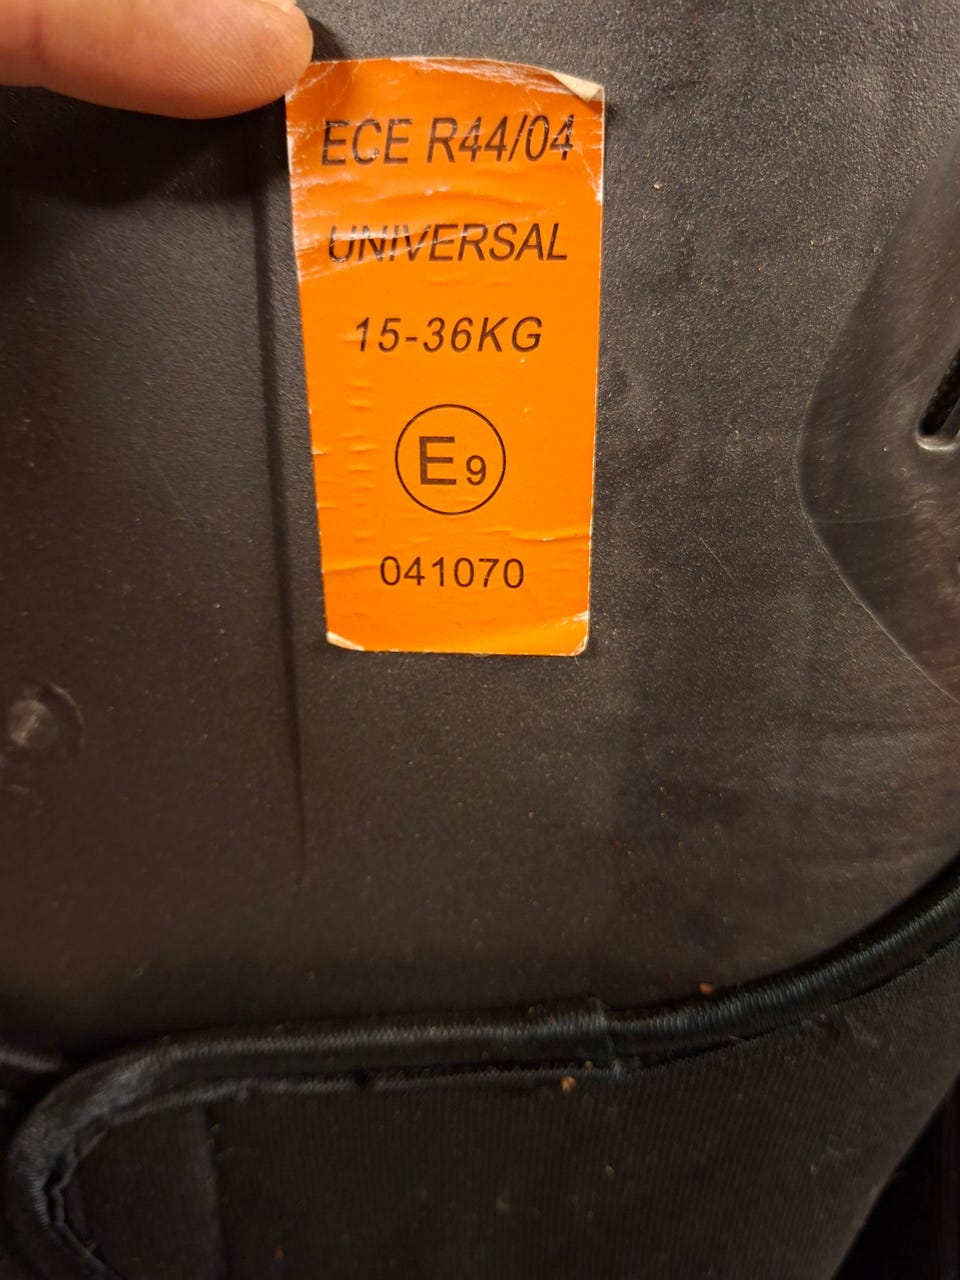 ECE R44/04
UNIVERSAL
15-36KG
E9
041070